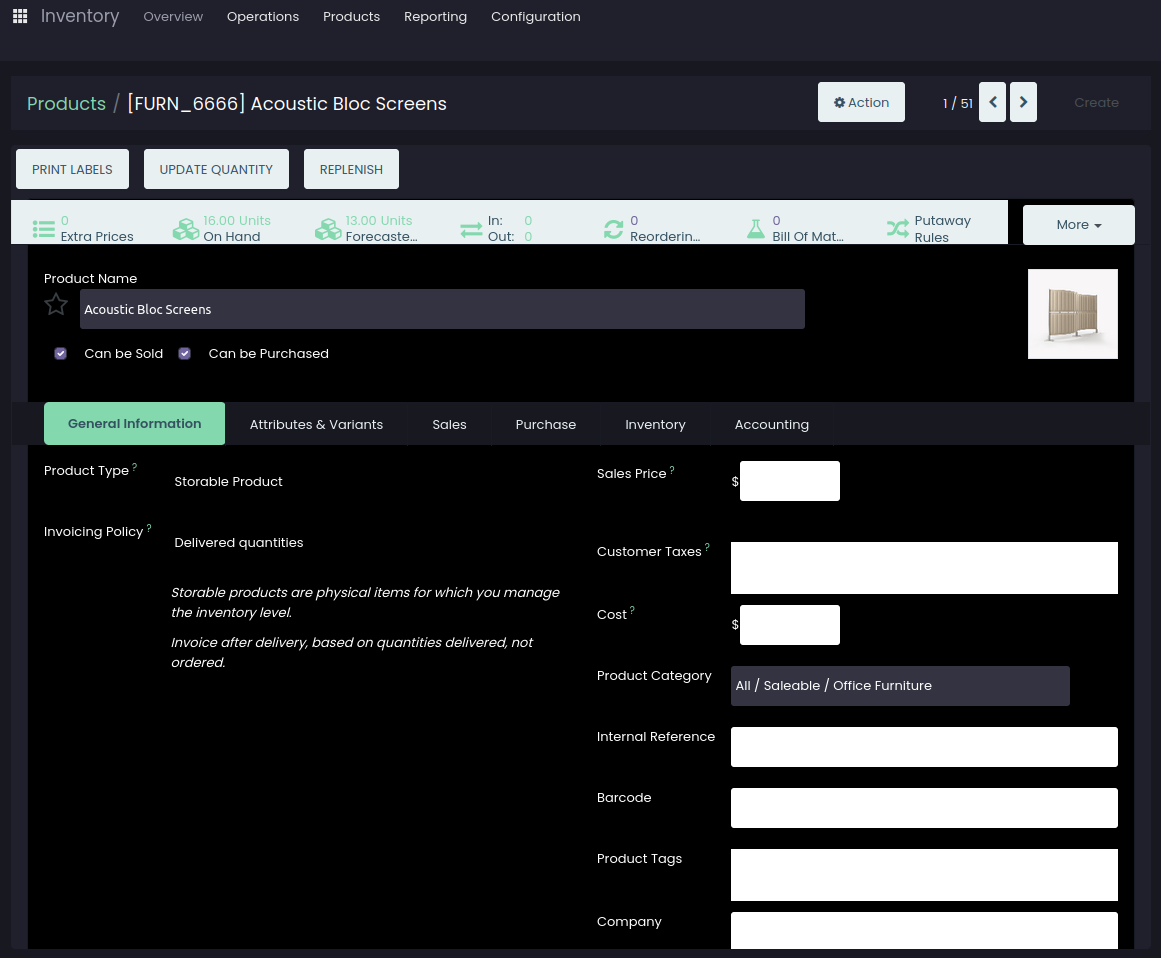 Inventory Overview Operations Products Reporting Configuration
Products / [FURN_6666] Acoustic Bloc Screens
Action 1 / 51 Create
PRINT LABELS UPDATE QUANTITY REPLENISH
0
Extra Prices
16.00 Units
On Hand
13.00 Units
Forecaste...
In: 0
Out: 0
0
Reorderin...
0
Bill Of Mat...
Putaway
Rules
More
Product Name
Acoustic Bloc Screens
Can be Sold Can be Purchased
General Information Attributes & Variants Sales Purchase Inventory Accounting
Product Type ?
Storable Product
Invoicing Policy ?
Delivered quantities
Storable products are physical items for which you manage
the inventory level.
Invoice after delivery, based on quantities delivered, not
ordered.
Sales Price ?
$
Customer Taxes ?
Cost ?
$
Product Category
All / Saleable / Office Furniture
Internal Reference
Barcode
Product Tags
Company